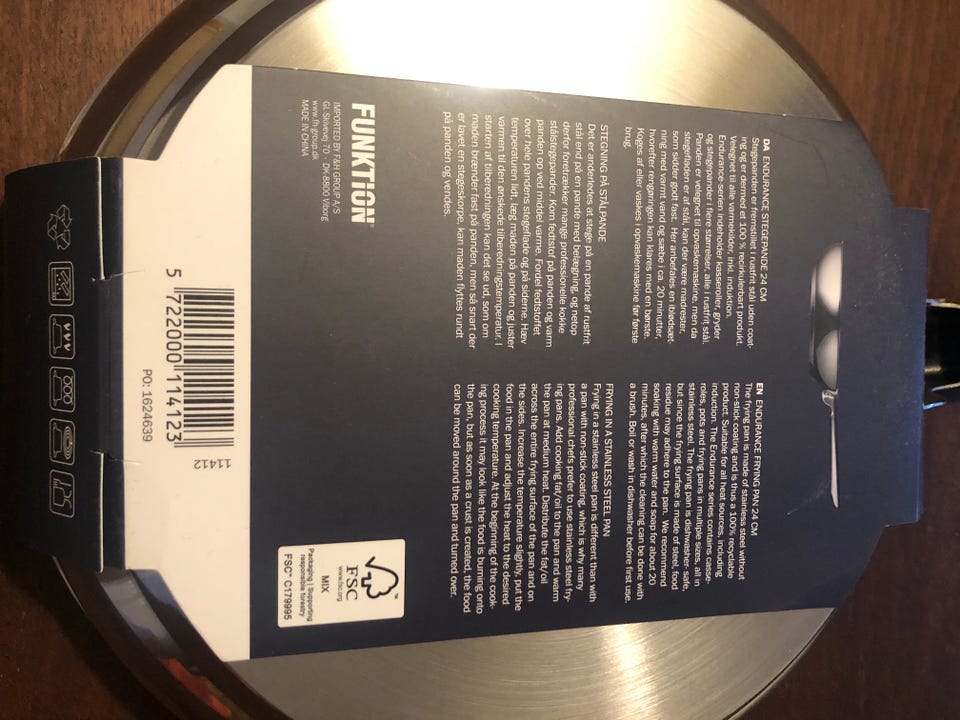 DA ENDURANCE STEGEPANDE 24 CM
Stegepanden er fremstillet i rustfrit stål uden coat-
ing og er dermed et 100 % recirkulerbart produkt.
Velegnet til alle varmekilder, inkl. induktion.
Endurance-serien indeholder kasseroller, gryder
og stegepander i flere størrelser, alle i rustfrit stål.
Panden er velegnet til opvaskemaskine, men da
stegefladen er af stål, kan der være madrester,
som sidder godt fast. Her anbefales en iblødsæt-
ning med varmt vand og sæbe i ca. 20 minutter,
hvorefter rengøringen kan klares med en børste.
Koges af eller vaskes i opvaskemaskine før første
brug.
STEGNING PÅ STÅLPANDE
Det er anderledes at stege på en pande af rustfrit
stål end på en pande med belægning, og netop
derfor foretrækker mange professionelle kokke
stålstegepander. Kom fedtstof på panden og varm
panden op ved middel varme. Fordel fedtstoffet
over hele pandens stegeflade og på siderne. Hæv
temperaturen lidt, læg maden på panden og juster
varmen til den ønskede tilberedningstemperatur. I
starten af tilberedningen kan det se ud, som om
maden brænder fast på panden, men så snart der
er lavet en stegeskorpe, kan maden flyttes rundt
på panden og vendes.
EN ENDURANCE FRYING PAN 24 CM
The frying pan is made of stainless steel without
non-stick coating and is thus a 100% recyclable
product. Suitable for all heat sources, including
induction. The Endurance series contains casse-
roles, pots and frying pans in multiple sizes, all in
stainless steel. The frying pan is dishwasher- safe,
but since the frying surface is made of steel, food
residue may adhere to the pan. We recommend
soaking with warm water and soap for about 20
minutes, after which the cleaning can be done with
a brush. Boil or wash in dishwasher before first use.
FRYING IN A STAINLESS STEEL PAN
Frying in a stainless steel pan is different than with
a pan with non-stick coating, which is why many
professional chefs prefer to use stainless steel fry-
ing pans. Add cooking fat/oil to the pan and warm
the pan at medium heat. Distribute the fat/oil
across the entire frying surface of the pan and on
the sides. Increase the temperature slightly, put the
food in the pan and adjust the heat to the desired
cooking temperature. At the beginning of the cook-
ing process it may look like the food is burning onto
the pan, but as soon as a crust is created, the food
can be moved around the pan and turned over.
FUNKTION
IMPORTED BY F&H GROUP A/S
Gl. Skivevej 70 · DK-8800 Viborg
www.fh-group.dk
MADE IN CHINA
FSC
www.fsc.org
MIX
Packaging | Supporting
responsible forestry
FSC™ C179995
5 722000 114123
11412
PO: 1624639